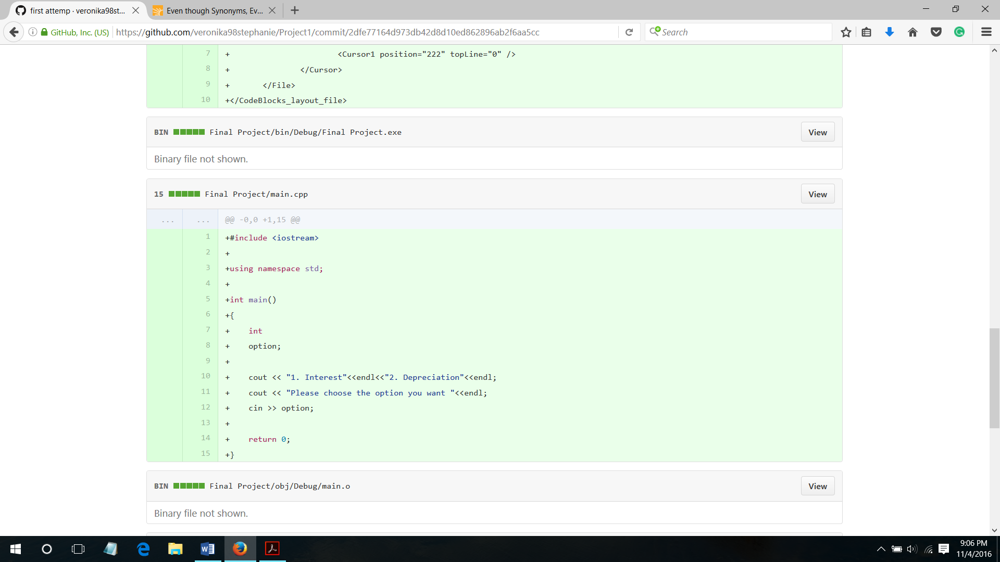 first attemp · veronika98st...
Even though Synonyms, Ev...
GitHub, Inc. (US)
https://github.com/veronika98stephanie/Project1/commit/2dfe77164d973db42d8d10ed862896ab2f6aa5cc
Search
7 + <Cursor1 position="222" topLine="0" />
8 + </Cursor>
9 + </File>
10 +</CodeBlocks_layout_file>
BIN Final Project/bin/Debug/Final Project.exe
View
Binary file not shown.
15 Final Project/main.cpp
View
... ... @@ -0,0 +1,15 @@
1 +#include <iostream>
2 +
3 +using namespace std;
4 +
5 +int main()
6 +{
7 + int
8 + option;
9 +
10 + cout << "1. Interest"<<endl<<"2. Depreciation"<<endl;
11 + cout << "Please choose the option you want "<<endl;
12 + cin >> option;
13 +
14 + return 0;
15 +}
BIN Final Project/obj/Debug/main.o
View
Binary file not shown.
9:06 PM
11/4/2016